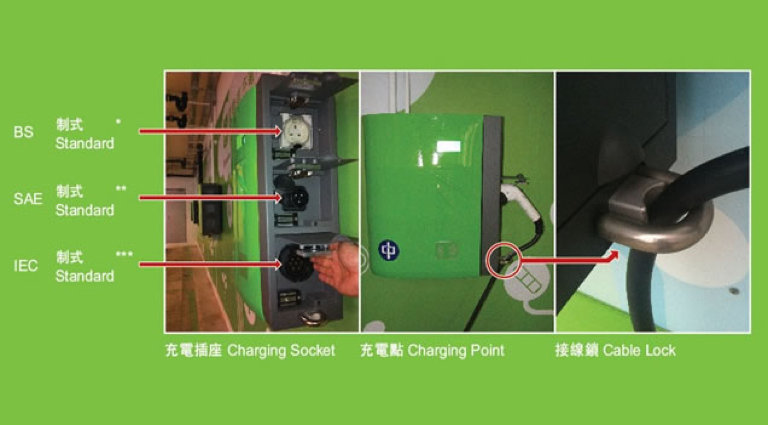 BS 制式 *
Standard
SAE 制式 **
Standard
IEC 制式 ***
Standard
充電插座 Charging Socket
充電點 Charging Point
接線鎖 Cable Lock